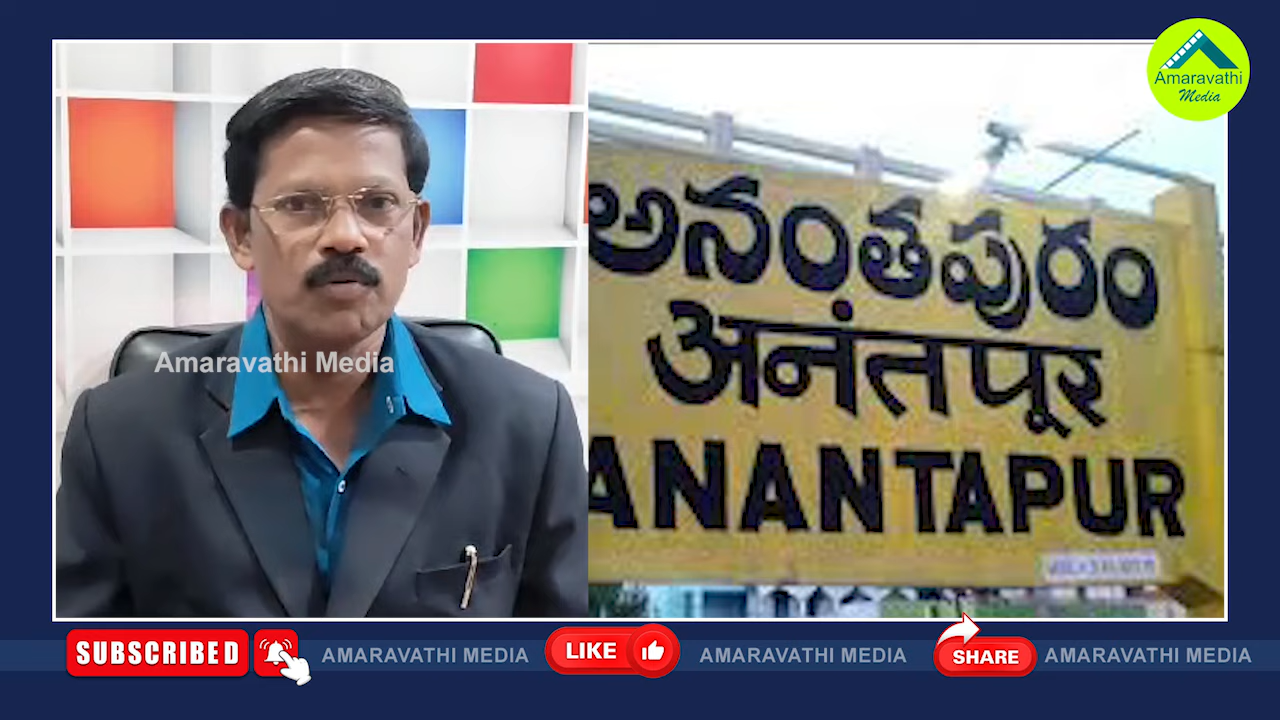 Amaravathi
Media
అనంతపురం
अनंतपूर
ANANTAPUR
Amaravathi Media
SUBSCRIBED
AMARAVATHI MEDIA
LIKE
AMARAVATHI MEDIA
SHARE
AMARAVATHI MEDIA